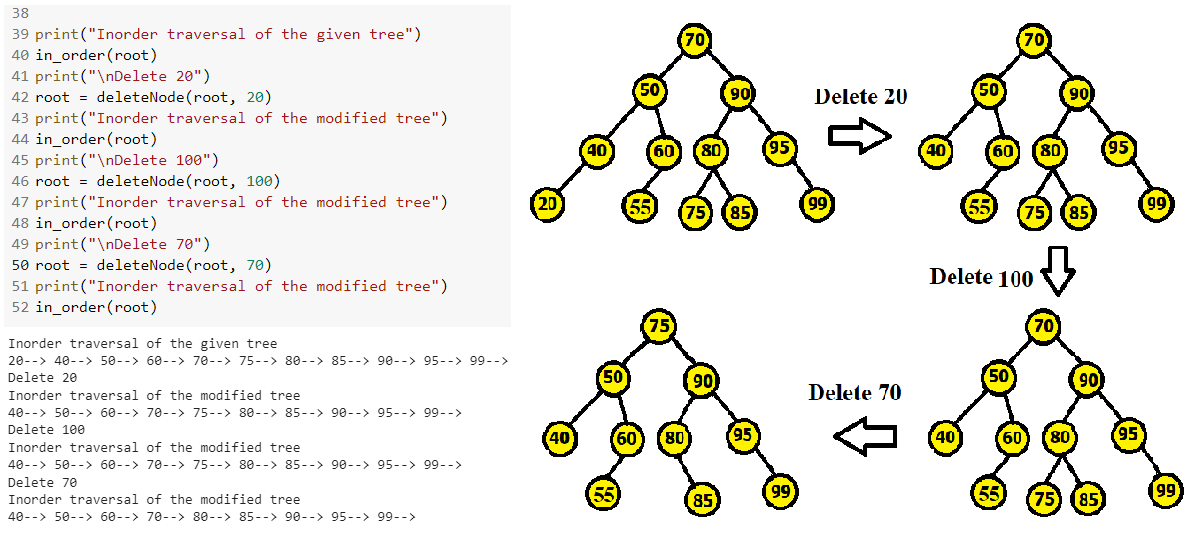 38
39 print("Inorder traversal of the given tree")
40 in_order(root)
41 print("\nDelete 20")
42 root = deleteNode(root, 20)
43 print("Inorder traversal of the modified tree")
44 in_order(root)
45 print("\nDelete 100")
46 root = deleteNode(root, 100)
47 print("Inorder traversal of the modified tree")
48 in_order(root)
49 print("\nDelete 70")
50 root = deleteNode(root, 70)
51 print("Inorder traversal of the modified tree")
52 in_order(root)
Inorder traversal of the given tree
20--> 40--> 50--> 60--> 70--> 75--> 80--> 85--> 90--> 95--> 99-->
Delete 20
Inorder traversal of the modified tree
40--> 50--> 60--> 70--> 75--> 80--> 85--> 90--> 95--> 99-->
Delete 100
Inorder traversal of the modified tree
40--> 50--> 60--> 70--> 75--> 80--> 85--> 90--> 95--> 99-->
Delete 70
Inorder traversal of the modified tree
40--> 50--> 60--> 70--> 80--> 85--> 90--> 95--> 99-->
70
50 90
40 60 80 95
20 55 75 85 99
Delete 20
70
50 90
40 60 80 95
55 75 85 99
Delete 100
70
50 90
40 60 80 95
55 75 85 99
Delete 70
75
50 90
40 60 80 95
55 85 99